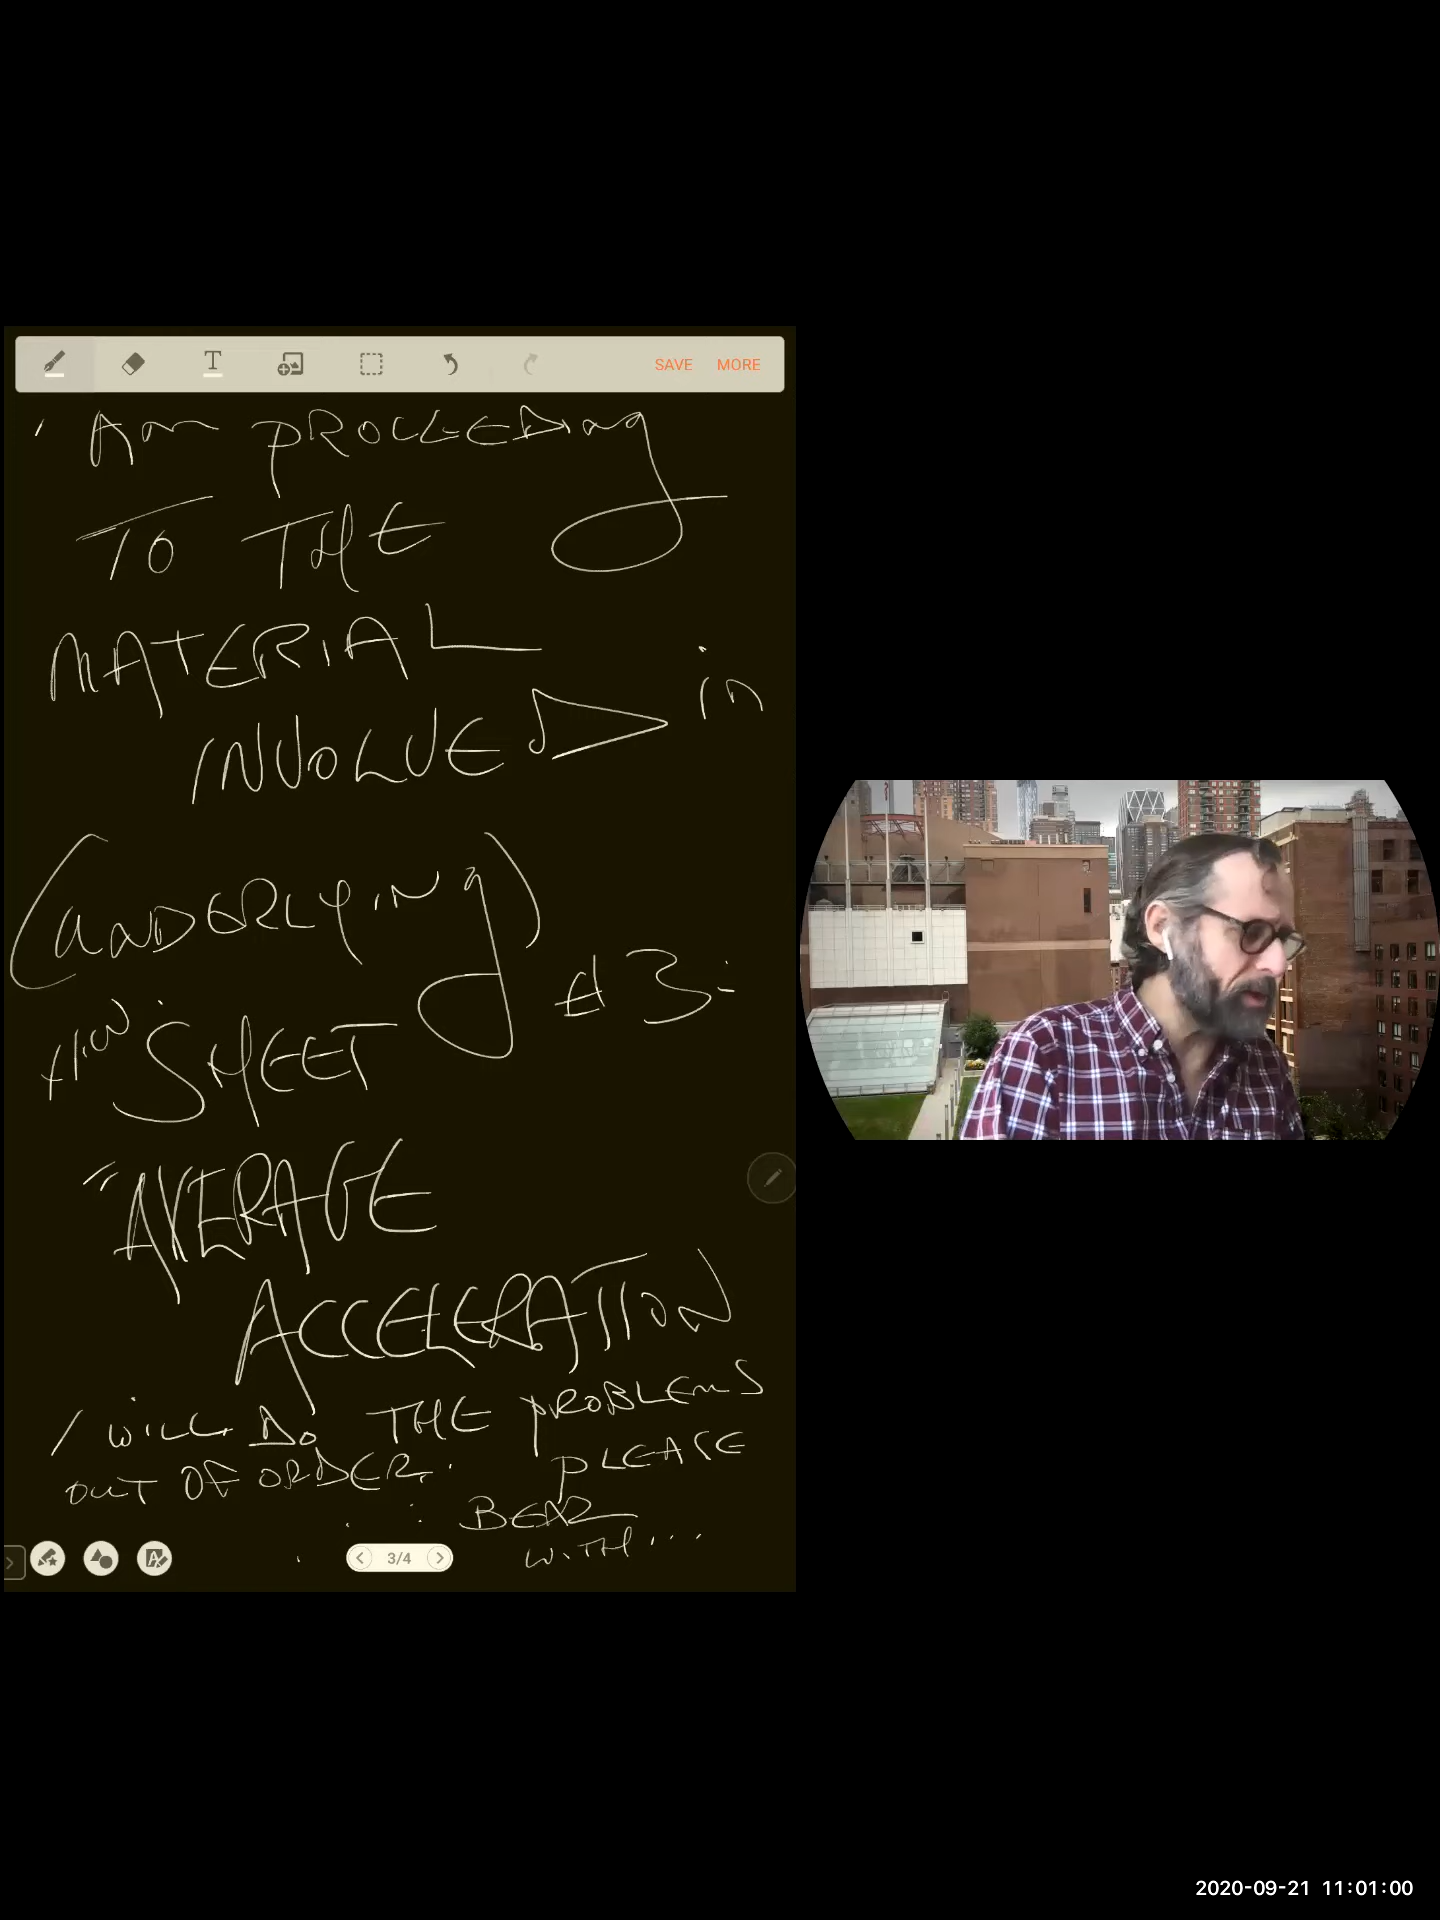 T
SAVE MORE
I Am PROCEEDing
TO THE
MATERIAL
INVOLVED in
(UNDERLYINg)
H/W SHEET # 3:
"AVERAGE
ACCELERATION
I WILL DO THE PROBLEMS
OUT OF ORDER. PLEASE
BEAR
WITH...
A
3/4
2020-09-21 11:01:00